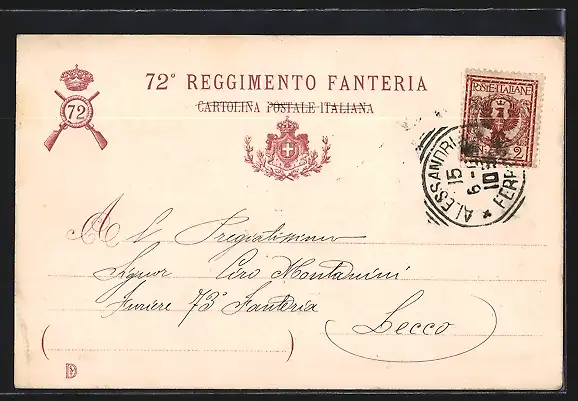 72
72° REGGIMENTO FANTERIA
CARTOLINA POSTALE ITALIANA
POSTE ITALIANE
2
ALESSANDRIA
FERR
15
6 -
10
Al Pregiatissimo
Signor Ciro Montanini
Furiere 73° Fanteria
Lecco
( )
D